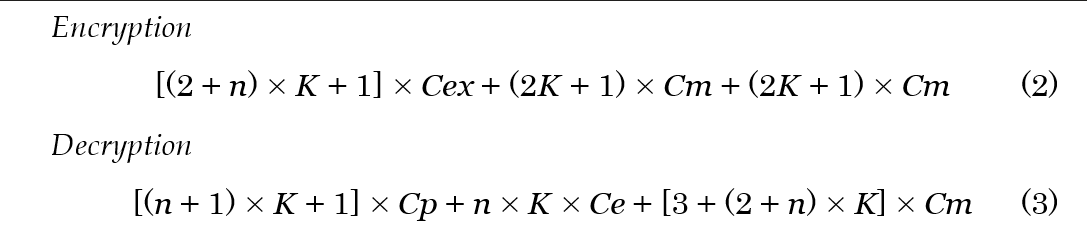 Encryption
[(2 + n) × K + 1] × Cex + (2K + 1) × Cm + (2K + 1) × Cm (2)
Decryption
[(n + 1) × K + 1] × Cp + n × K × Ce + [3 + (2 + n) × K] × Cm (3)